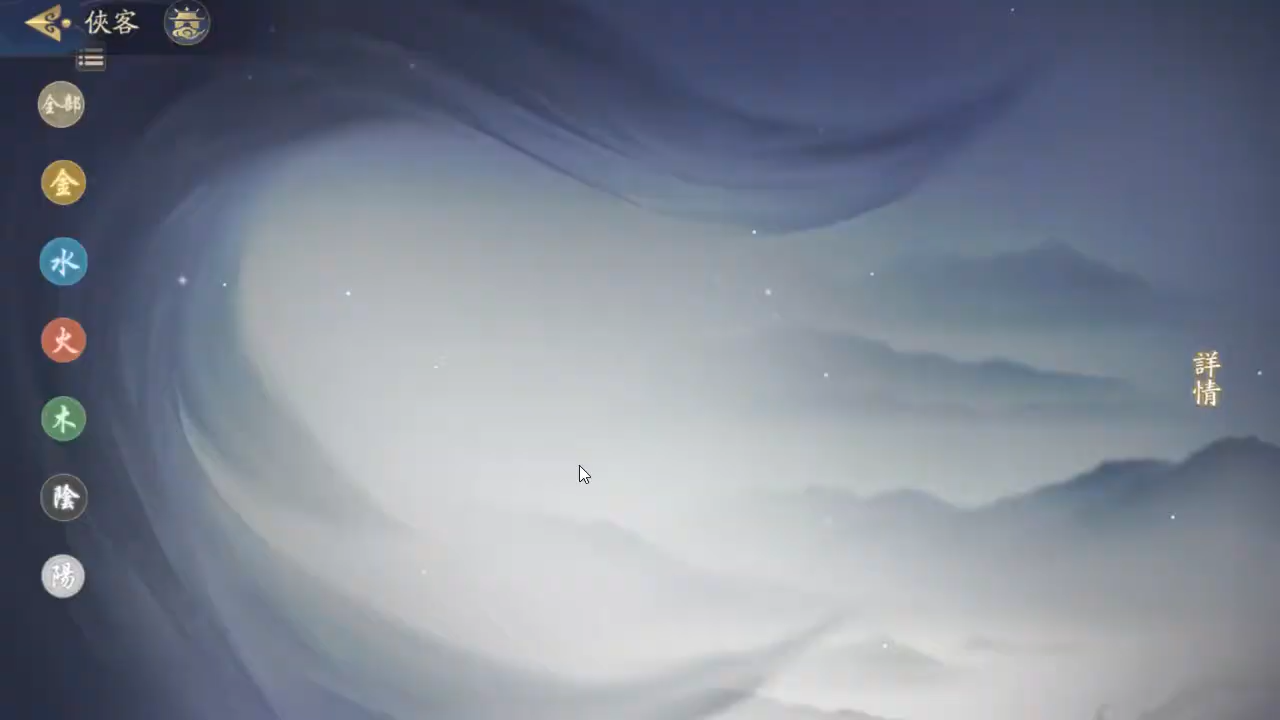 俠客
全部
金
水
火
木
陰
陽
詳情